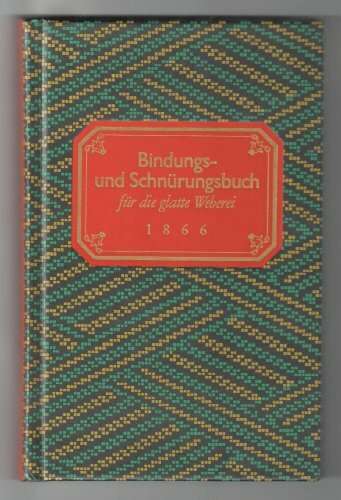 Bindungs-
und Schnürungsbuch
für die glatte Weberei
1866